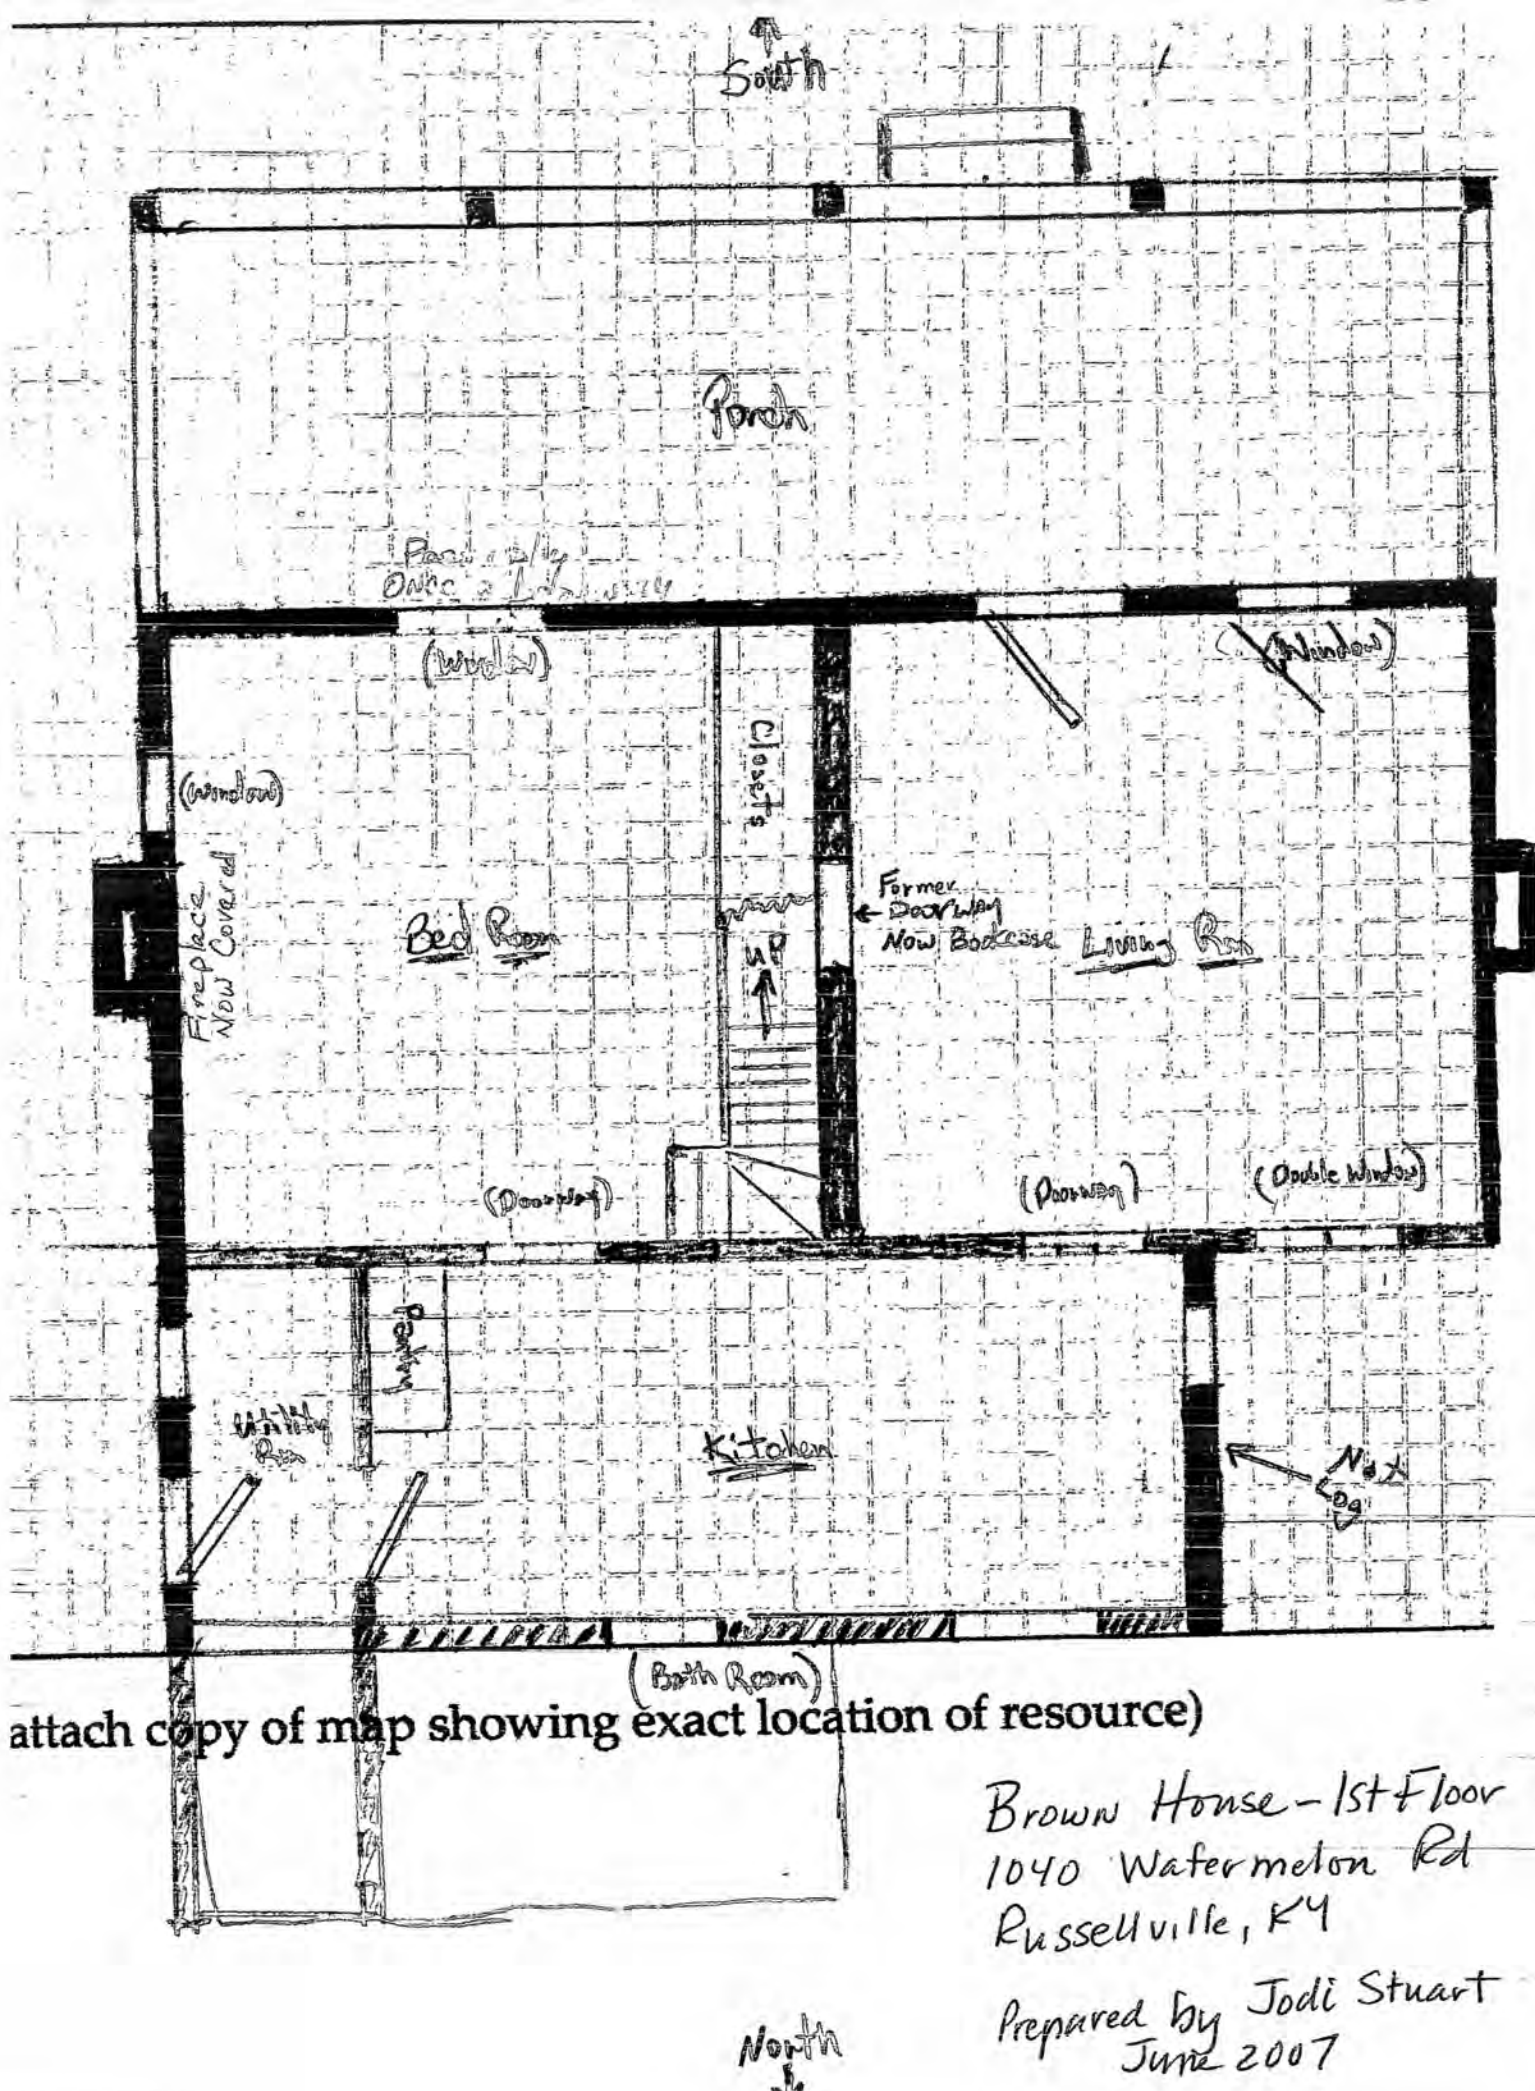 South
Porch
Once a
(Window)
(Window)
(Window)
Closets
Fireplace
Now Covered
Bed Room
UP
Former
Doorway
Now Bookcase
Living Rm
(Doorway)
(Doorway)
(Double Window)
Pantry
Utility
Rm
Kitchen
Not
Log
(Bath Room)
attach copy of map showing exact location of resource)
Brown House - 1st Floor
1040 Watermelon Rd
Russellville, KY
Prepared by Jodi Stuart
June 2007
North